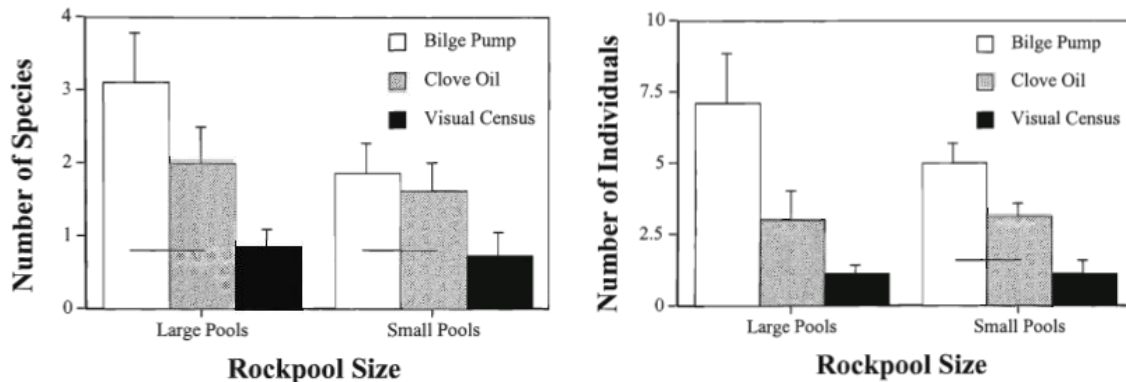 Number of Species
4
3
2
1
0
Bilge Pump
Clove Oil
Visual Census
Large Pools
Small Pools
Rockpool Size
Number of Individuals
10
7.5
5
2.5
0
Bilge Pump
Clove Oil
Visual Census
Large Pools
Small Pools
Rockpool Size